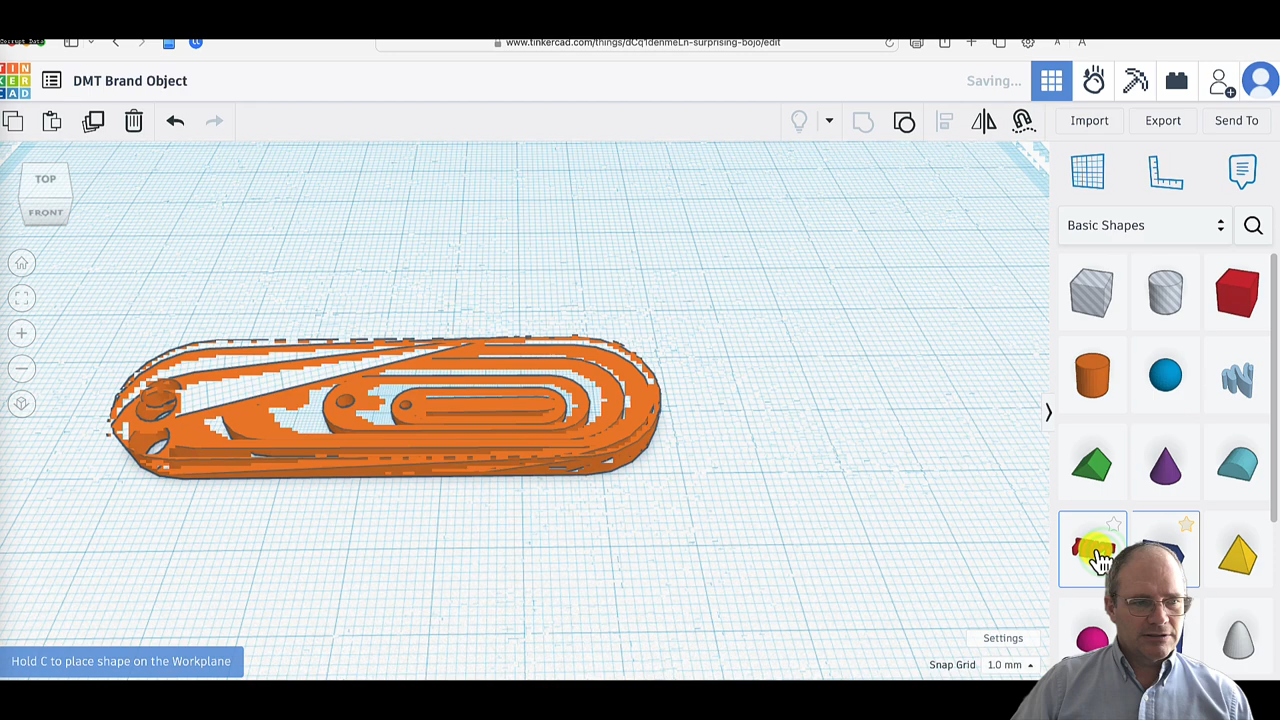 www.tinkercad.com/things/dCq1denmeLn-surprising-bojo/edit
TIN
KER
CAD
DMT Brand Object
Saving...
Import
Export
Send To
TOP
FRONT
Basic Shapes
Settings
Hold C to place shape on the Workplane
Snap Grid
1.0 mm